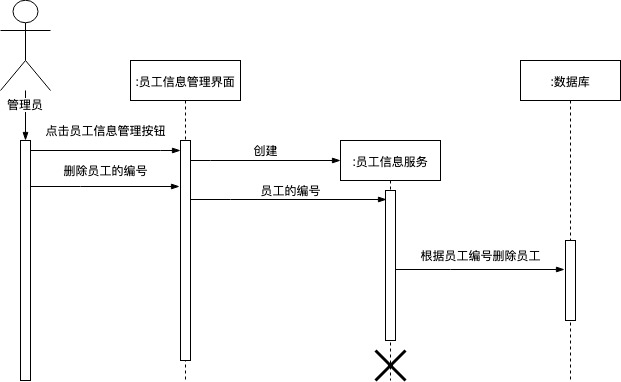 :员工信息管理界面
:数据库
管理员
点击员工信息管理按钮
创建
:员工信息服务
删除员工的编号
员工的编号
根据员工编号删除员工